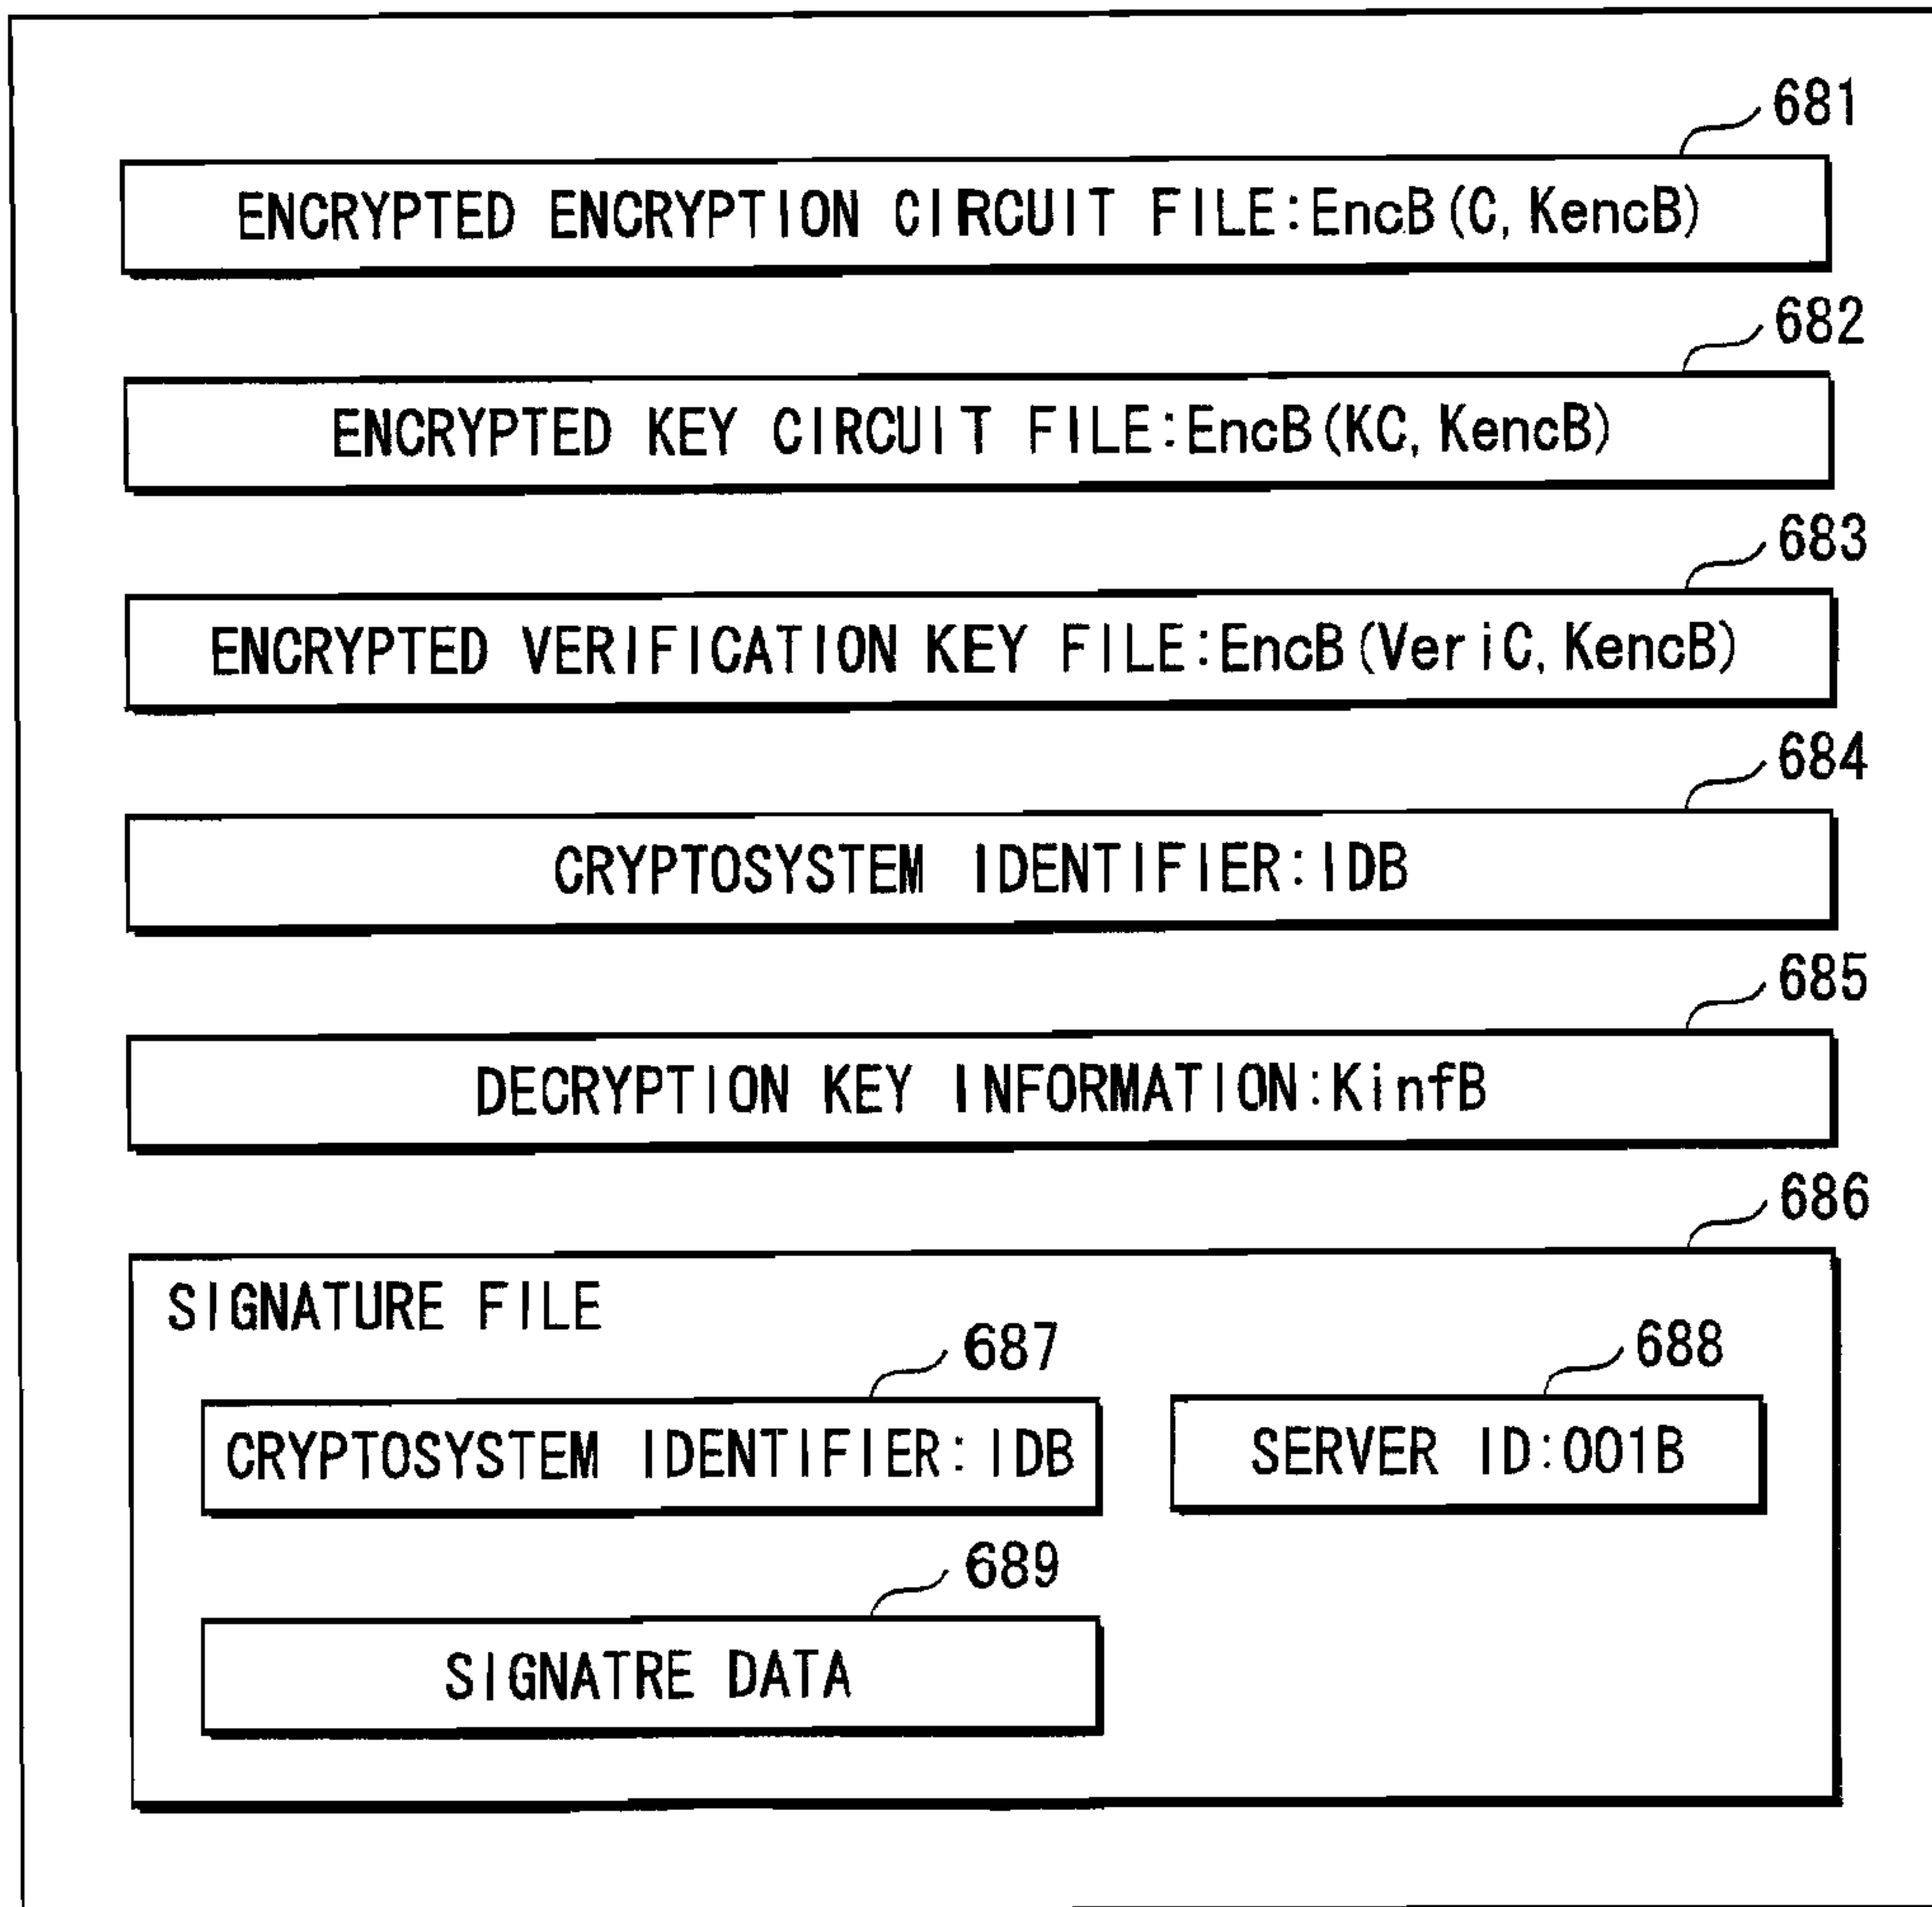 681
ENCRYPTED ENCRYPTION CIRCUIT FILE:EncB(C, KencB)
682
ENCRYPTED KEY CIRCUIT FILE:EncB(KC, KencB)
683
ENCRYPTED VERIFICATION KEY FILE:EncB(VeriC, KencB)
684
CRYPTOSYSTEM IDENTIFIER:IDB
685
DECRYPTION KEY INFORMATION:KinfB
686
SIGNATURE FILE
687
CRYPTOSYSTEM IDENTIFIER:IDB
688
SERVER ID:001B
689
SIGNATRE DATA